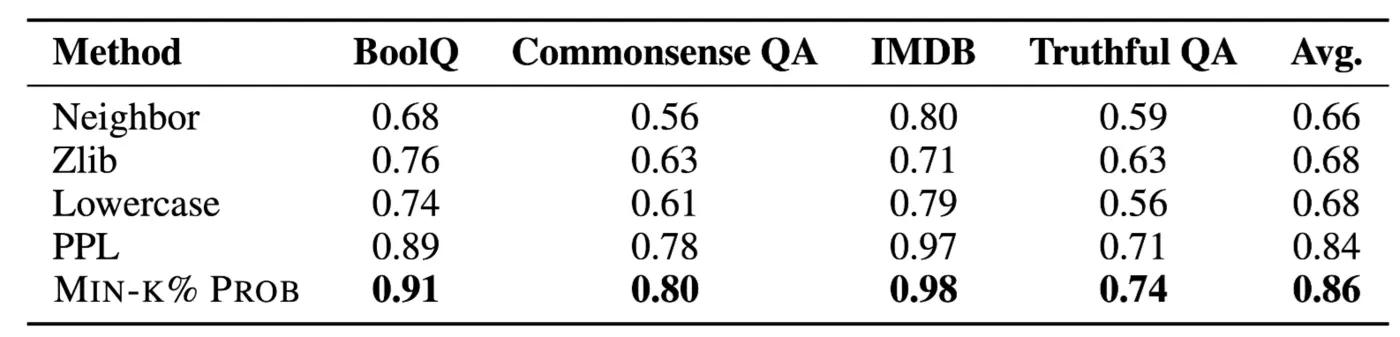 Method BoolQ Commonsense QA IMDB Truthful QA Avg.
Neighbor 0.68 0.56 0.80 0.59 0.66
Zlib 0.76 0.63 0.71 0.63 0.68
Lowercase 0.74 0.61 0.79 0.56 0.68
PPL 0.89 0.78 0.97 0.71 0.84
MIN-K% PROB 0.91 0.80 0.98 0.74 0.86